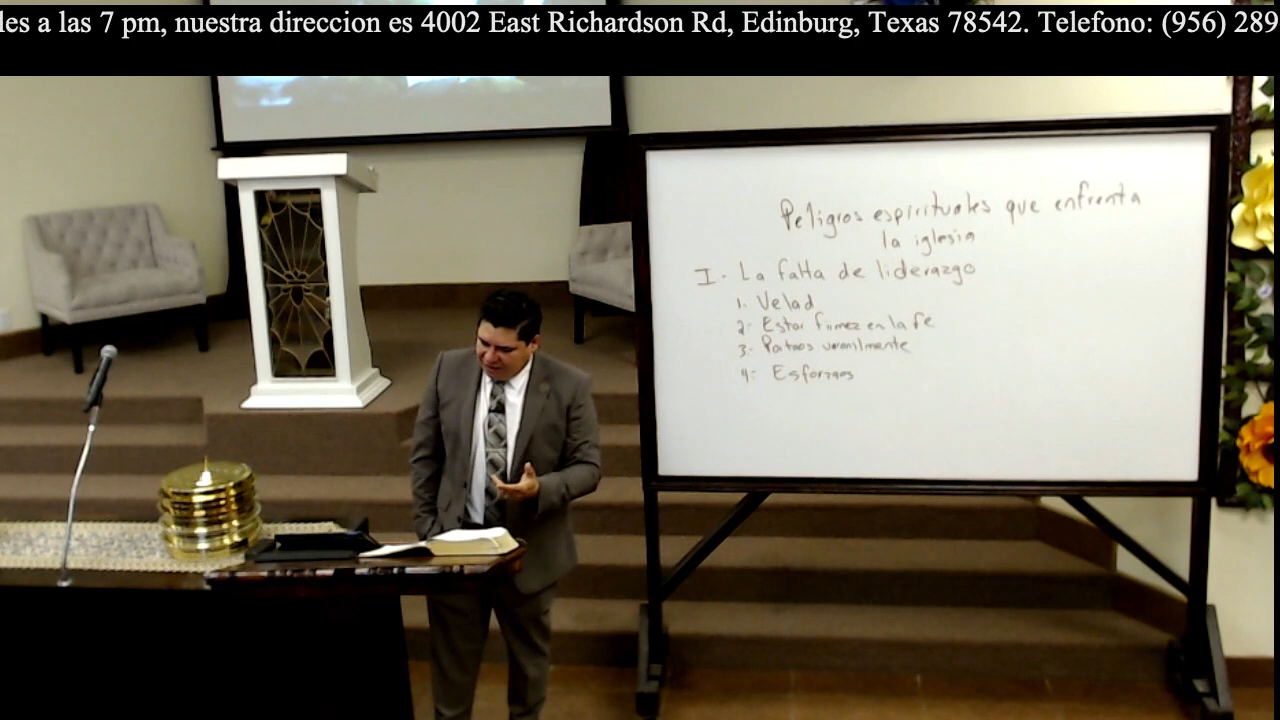 les a las 7 pm, nuestra direccion es 4002 East Richardson Rd, Edinburg, Texas 78542. Telefono: (956) 289
Peligros espirituales que enfrenta
la iglesia
I- La falta de liderazgo
1. Velad
2- Estar firmez en la fe
3- Portaos varonilmente
4- Esforzaos